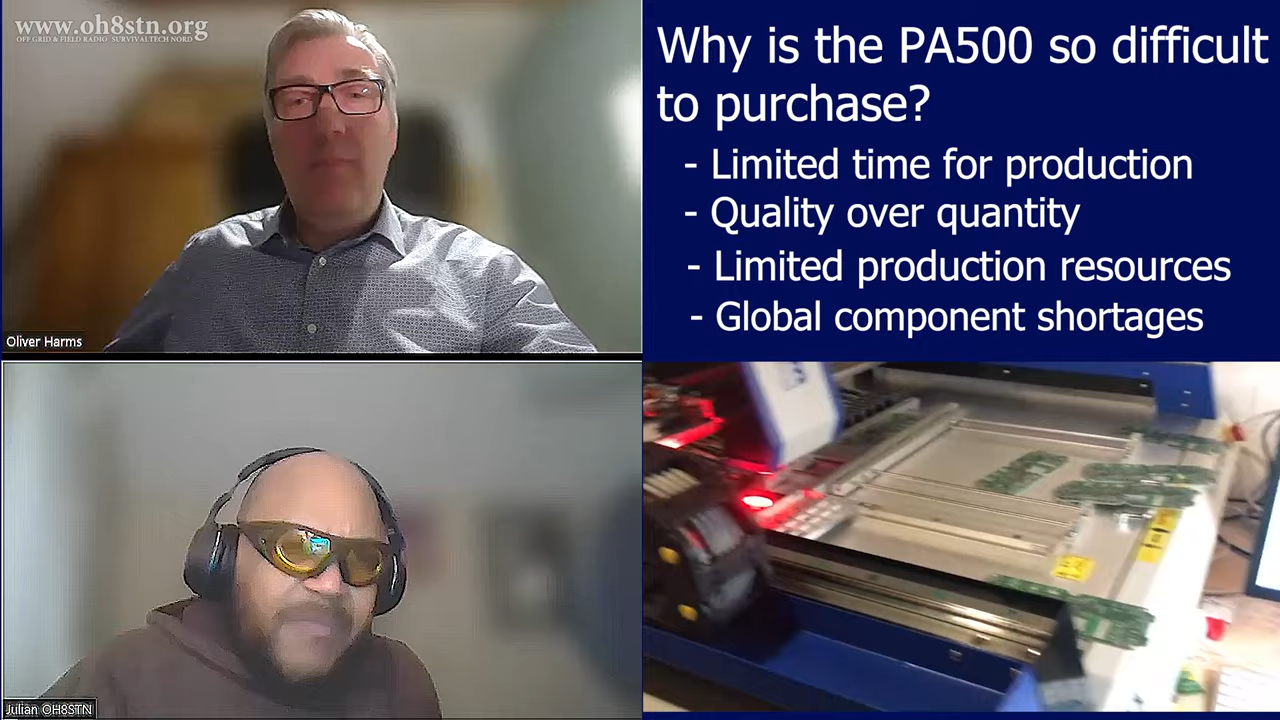 www.oh8stn.org
OFF GRID & FIELD RADIO SURVIVALTECH NORD
Oliver Harms
Why is the PA500 so difficult
to purchase?
- Limited time for production
- Quality over quantity
- Limited production resources
- Global component shortages
Julian OH8STN